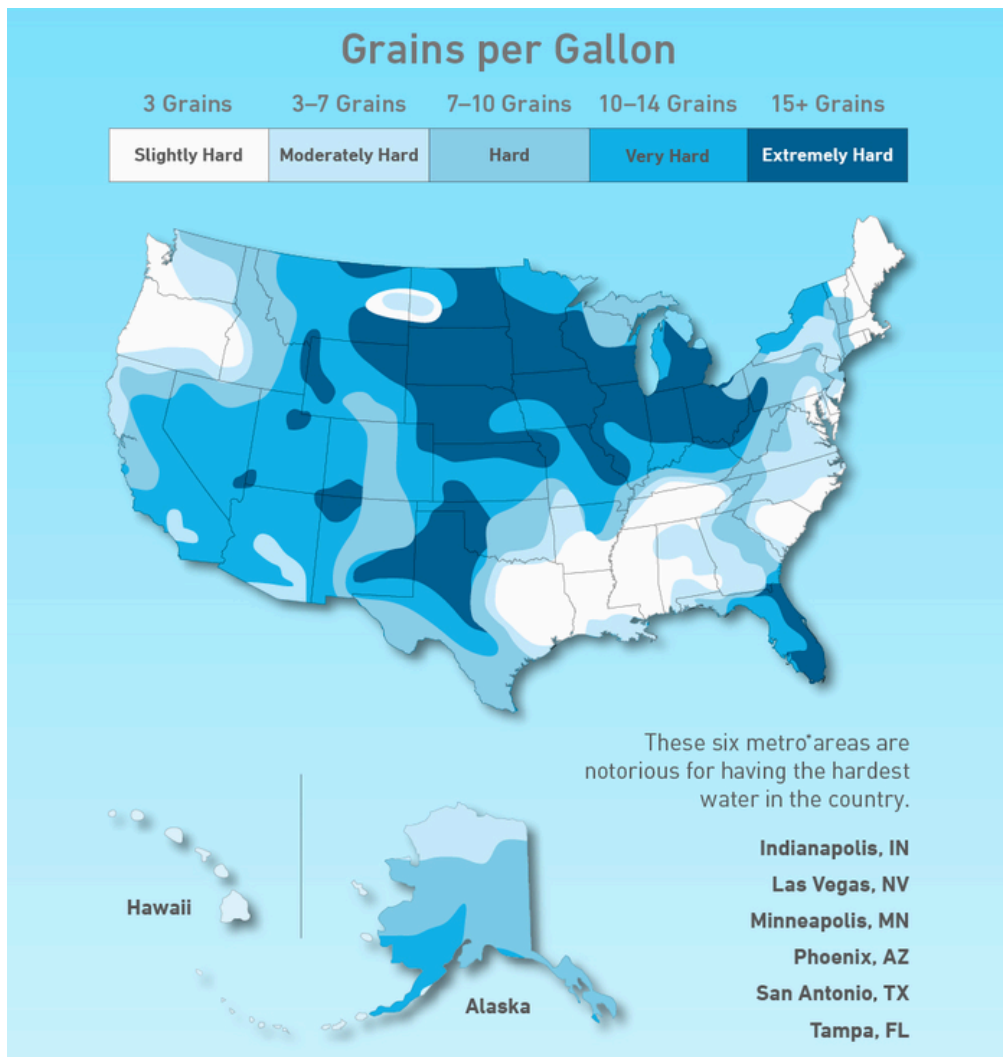 Grains per Gallon
3 Grains 3–7 Grains 7–10 Grains 10–14 Grains 15+ Grains
Slightly Hard Moderately Hard Hard Very Hard Extremely Hard
These six metro*areas are
notorious for having the hardest
water in the country.
Indianapolis, IN
Las Vegas, NV
Minneapolis, MN
Phoenix, AZ
San Antonio, TX
Tampa, FL
Hawaii
Alaska